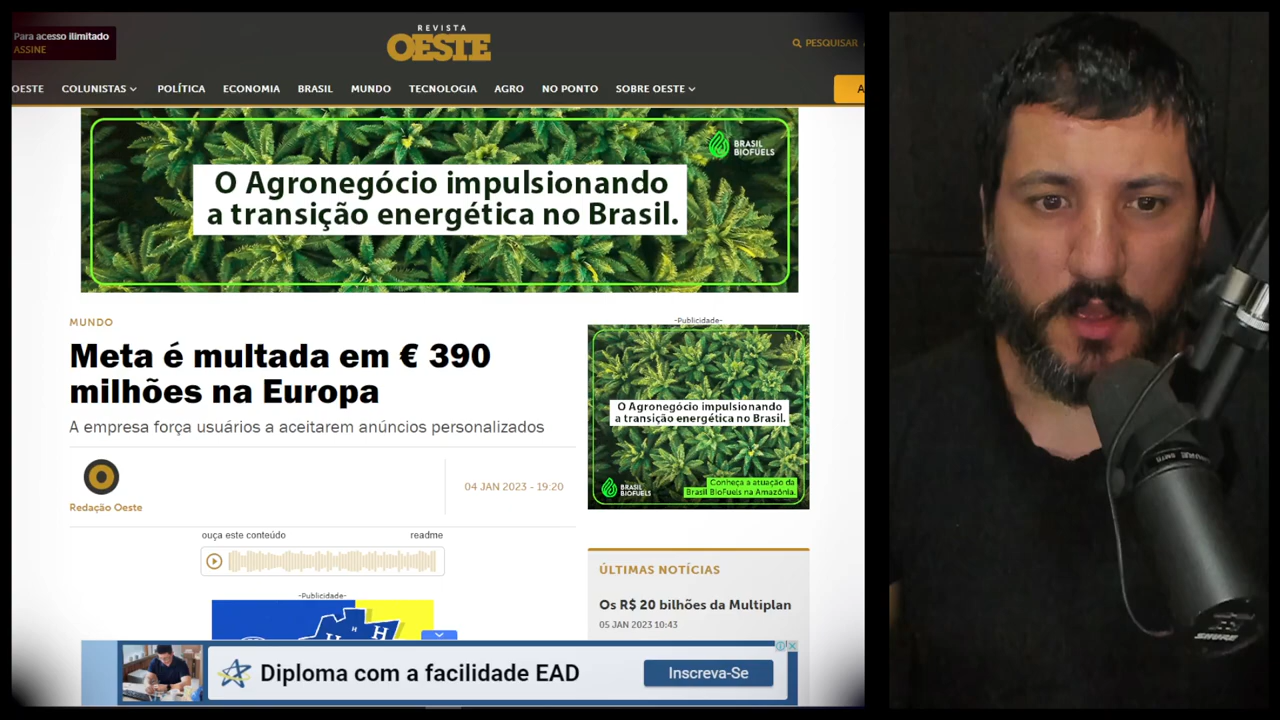 Para acesso ilimitado
ASSINE
REVISTA
OESTE
PESQUISAR
OESTE COLUNISTAS POLÍTICA ECONOMIA BRASIL MUNDO TECNOLOGIA AGRO NO PONTO SOBRE OESTE A
BRASIL
BIOFUELS
O Agronegócio impulsionando
a transição energética no Brasil.
MUNDO
Meta é multada em € 390
milhões na Europa
A empresa força usuários a aceitarem anúncios personalizados
Redação Oeste
04 JAN 2023 - 19:20
ouça este conteúdo readme
-Publicidade-
H H
-Publicidade-
O Agronegócio impulsionando
a transição energética no Brasil.
BRASIL
BIOFUELS
Conheça a atuação da
Brasil BioFuels na Amazônia.
ÚLTIMAS NOTÍCIAS
Os R$ 20 bilhões da Multiplan
05 JAN 2023 10:43
Diploma com a facilidade EAD
Inscreva-Se
SHURE